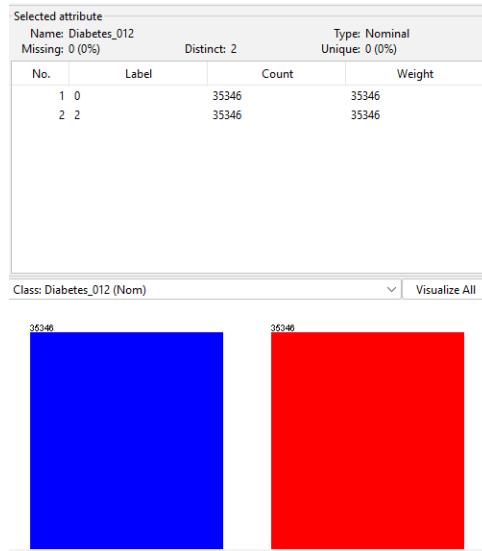 Selected attribute
Name: Diabetes_012 Type: Nominal
Missing: 0 (0%) Distinct: 2 Unique: 0 (0%)
No. Label Count Weight
1 0 35346 35346
2 2 35346 35346
Class: Diabetes_012 (Nom) Visualize All
35346 35346